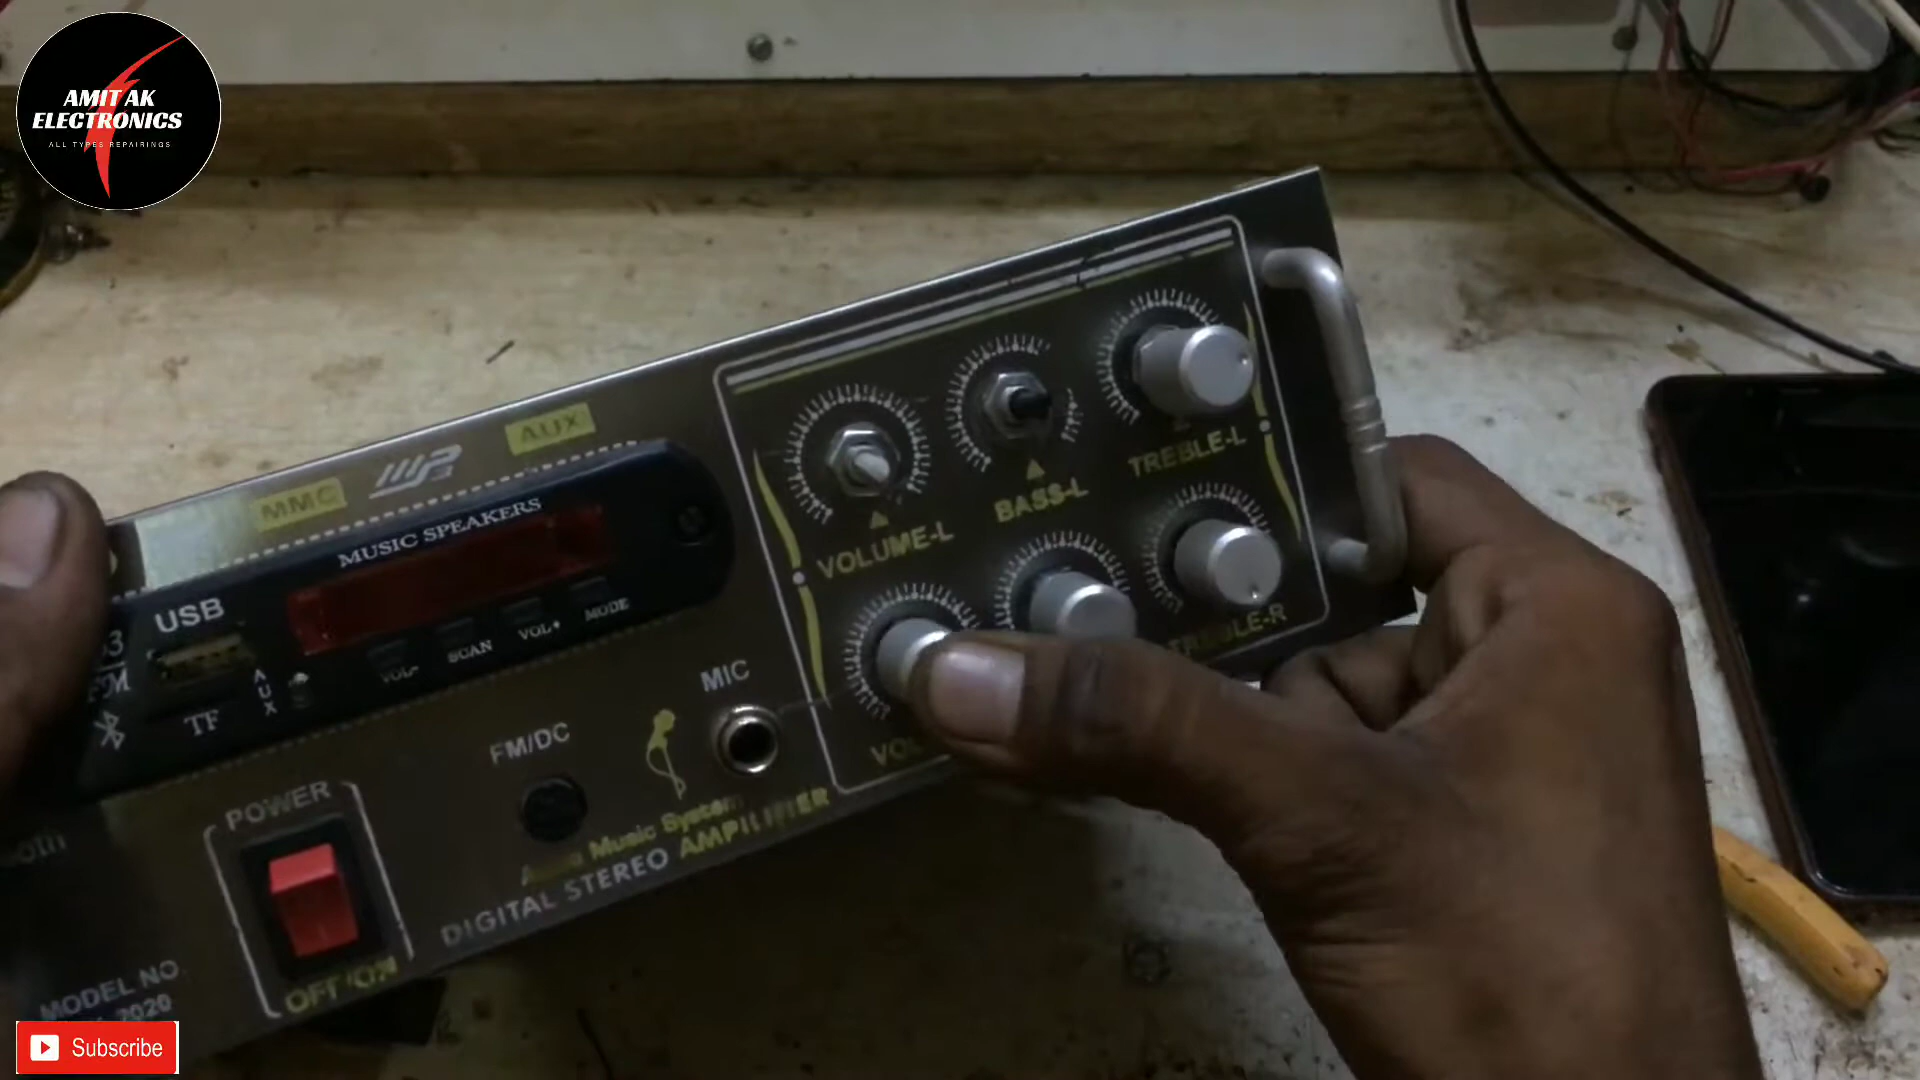 AMIT AK
ELECTRONICS
ALL TYPES REPAIRINGS
AUX
MMC
MUSIC SPEAKERS
USB
VOL-
SCAN
VOL+
MODE
AUX
TF
MIC
FM/DC
POWER
OFF/ON
Music System
DIGITAL STEREO AMPILIFIER
MODEL NO.
2020
VOLUME-L
BASS-L
TREBLE-L
TREBLE-R
Subscribe